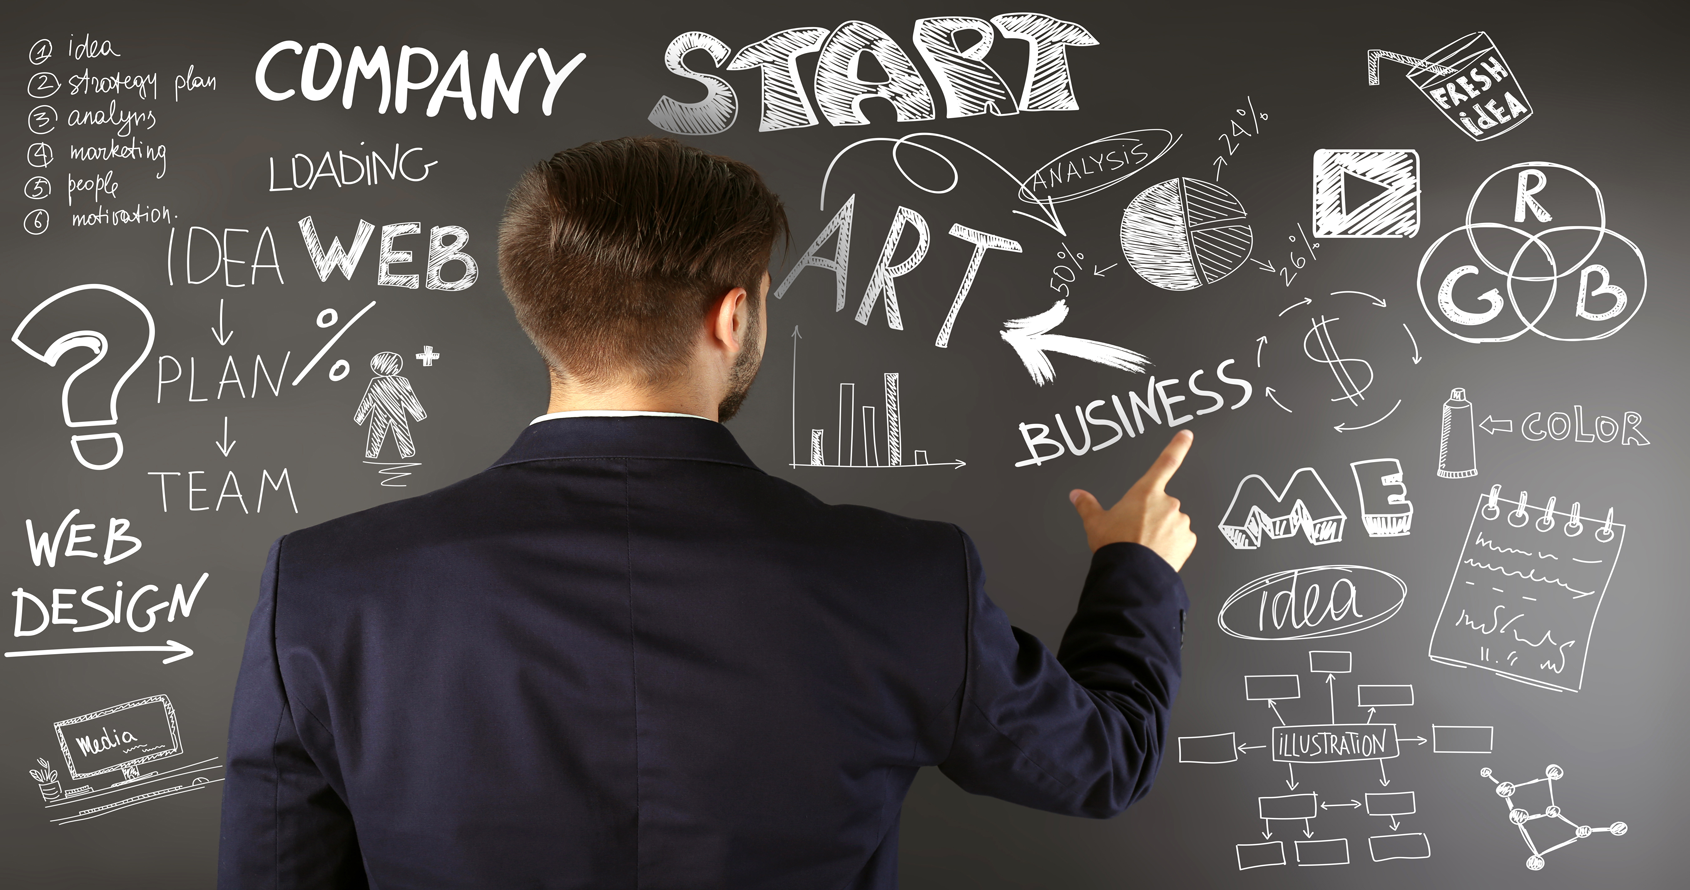 ① idea
② strategy plan
③ analyns
④ marketing
⑤ people
⑥ motivation.
COMPANY
START
FRESH
iDEA
LOADING
ANALYSIS
24%
50%
26%
R
G B
IDEA
WEB
ART
%
PLAN
TEAM
?
+
$
BUSINESS
COLOR
ME
WEB
DESiGN
idea
Media
iLLUSTRATION